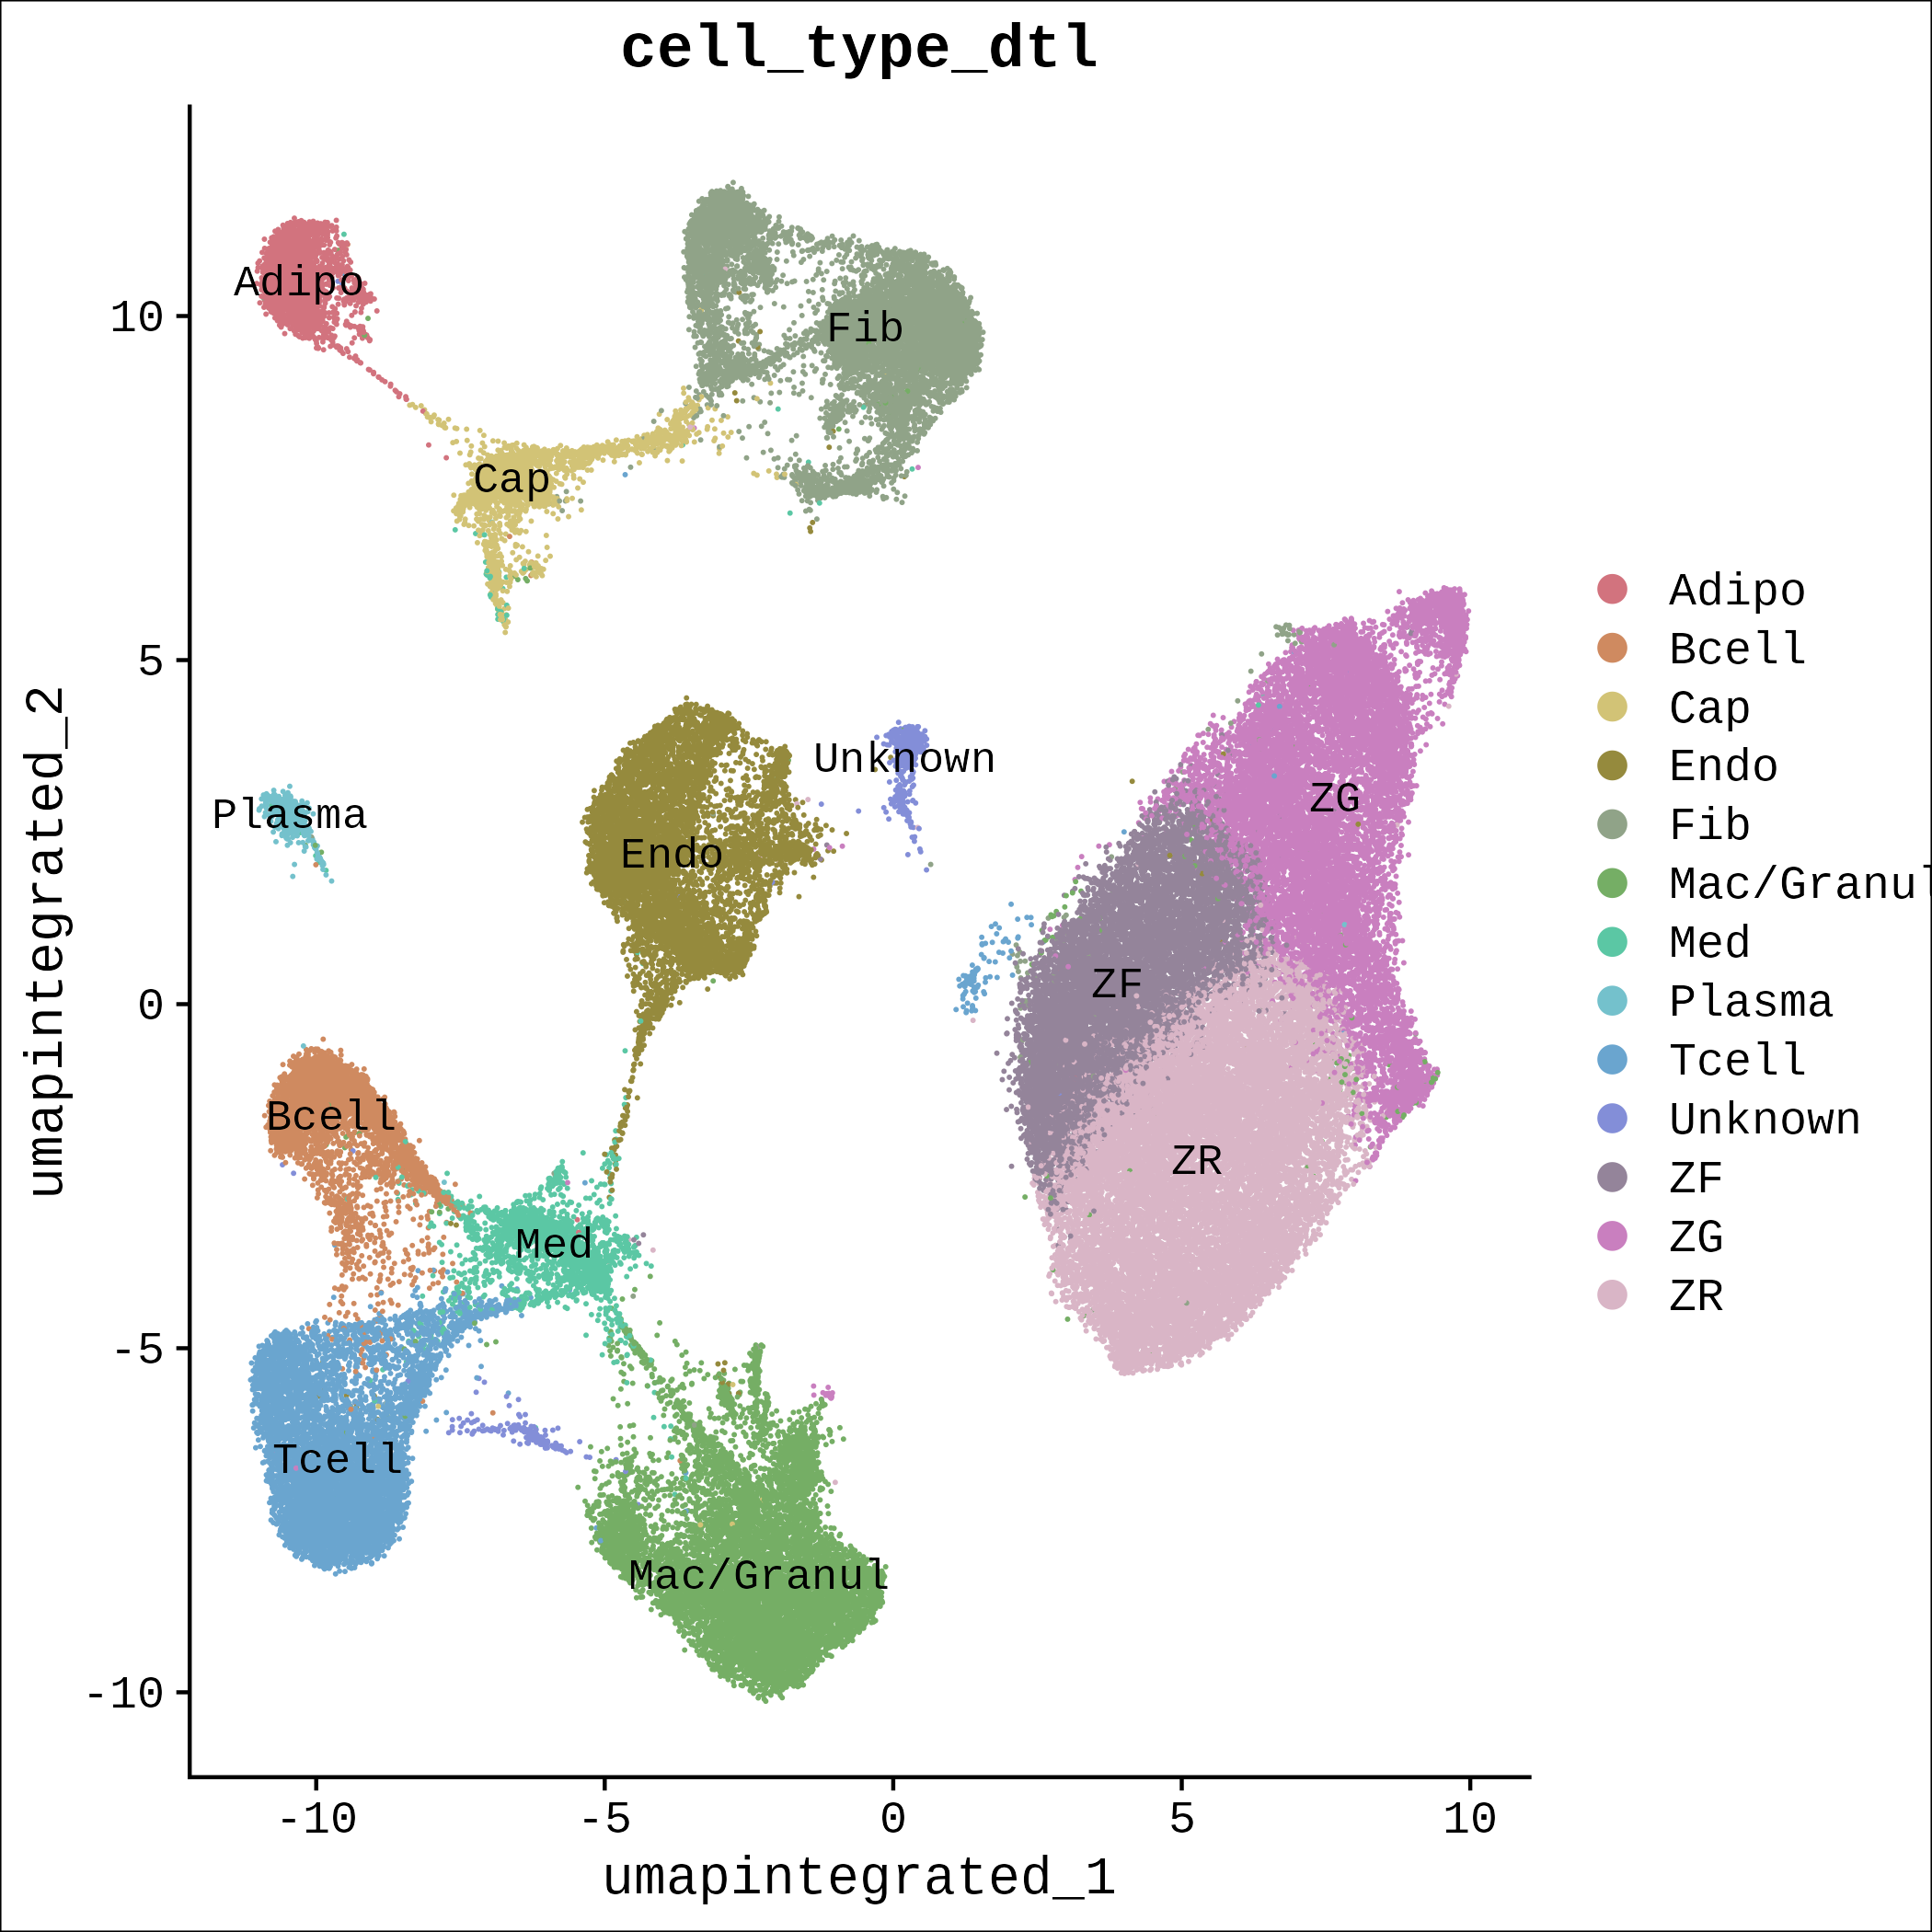 cell_type_dtl
umapintegrated_2
10
5
0
-5
-10
-10
-5
0
5
10
umapintegrated_1
Adipo
Fib
Cap
Unknown
Plasma
Endo
ZG
ZF
Bcell
ZR
Med
Tcell
Mac/Granul
Adipo
Bcell
Cap
Endo
Fib
Mac/Granul
Med
Plasma
Tcell
Unknown
ZF
ZG
ZR